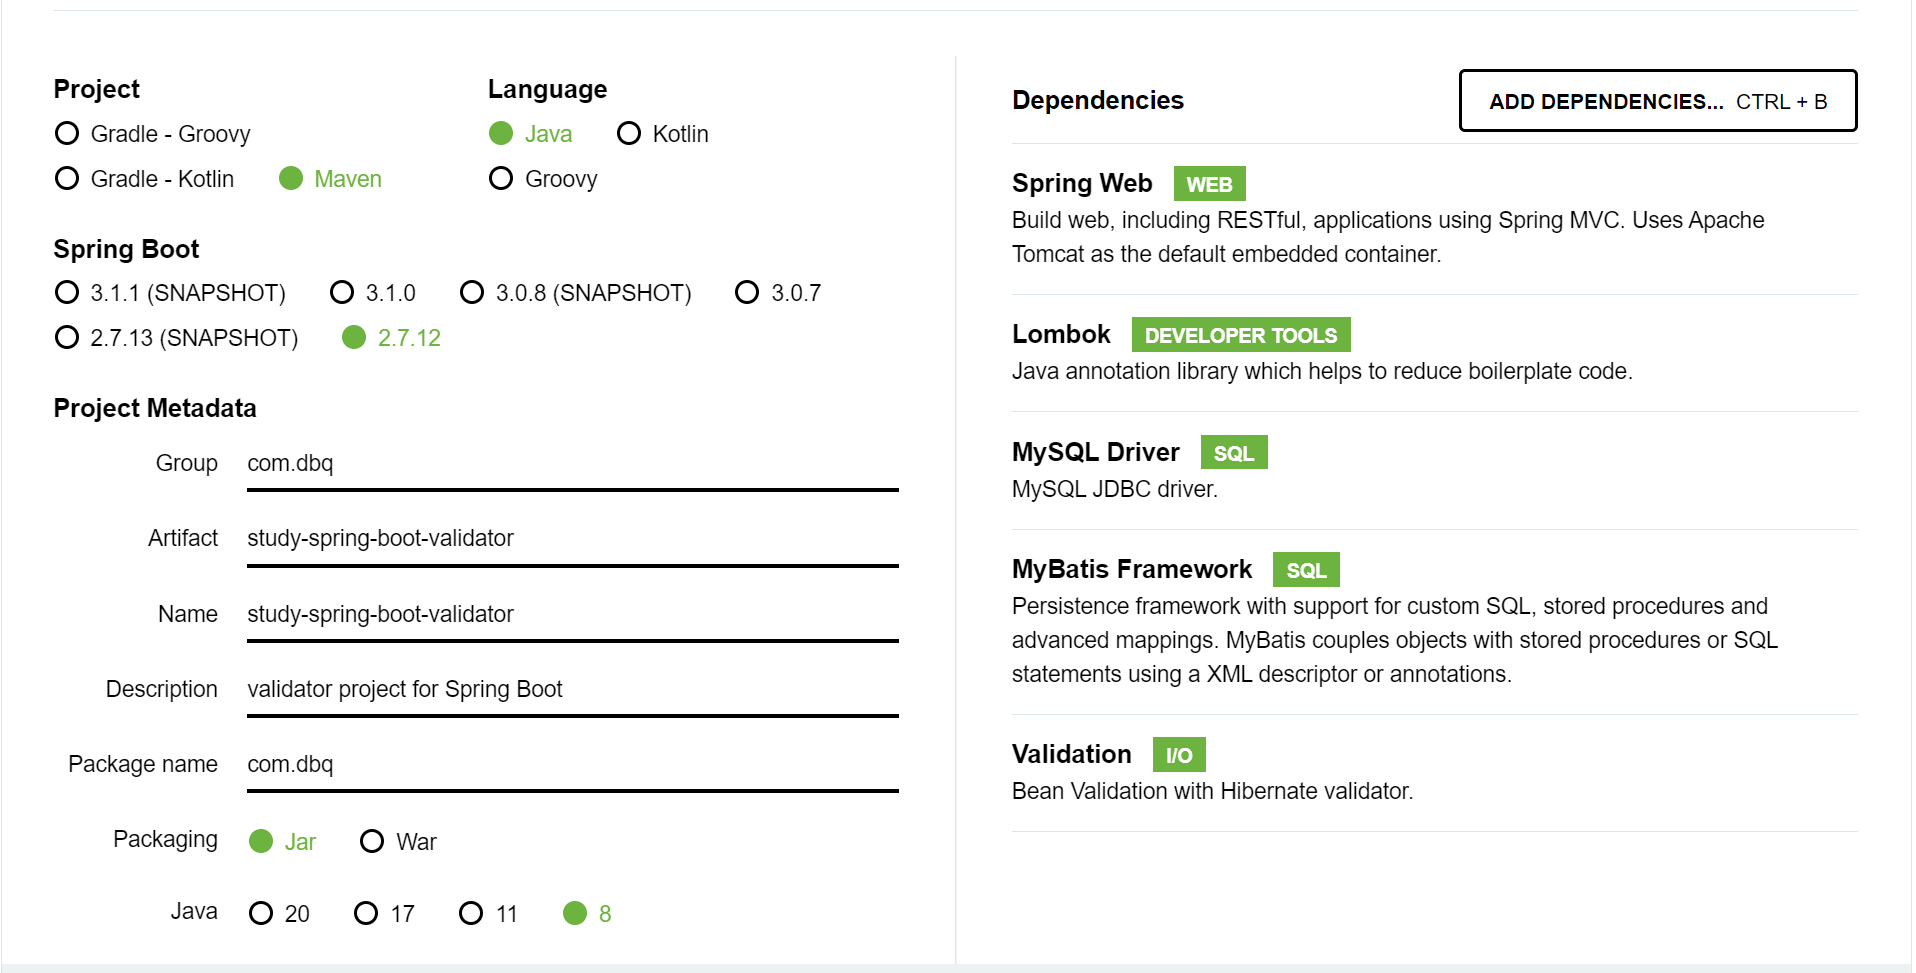 Project
Gradle - Groovy
Gradle - Kotlin Maven
Language
Java Kotlin
Groovy
Spring Boot
3.1.1 (SNAPSHOT) 3.1.0 3.0.8 (SNAPSHOT) 3.0.7
2.7.13 (SNAPSHOT) 2.7.12
Project Metadata
Group com.dbq
Artifact study-spring-boot-validator
Name study-spring-boot-validator
Description validator project for Spring Boot
Package name com.dbq
Packaging Jar War
Java 20 17 11 8
Dependencies ADD DEPENDENCIES... CTRL + B
Spring Web WEB
Build web, including RESTful, applications using Spring MVC. Uses Apache
Tomcat as the default embedded container.
Lombok DEVELOPER TOOLS
Java annotation library which helps to reduce boilerplate code.
MySQL Driver SQL
MySQL JDBC driver.
MyBatis Framework SQL
Persistence framework with support for custom SQL, stored procedures and
advanced mappings. MyBatis couples objects with stored procedures or SQL
statements using a XML descriptor or annotations.
Validation I/O
Bean Validation with Hibernate validator.